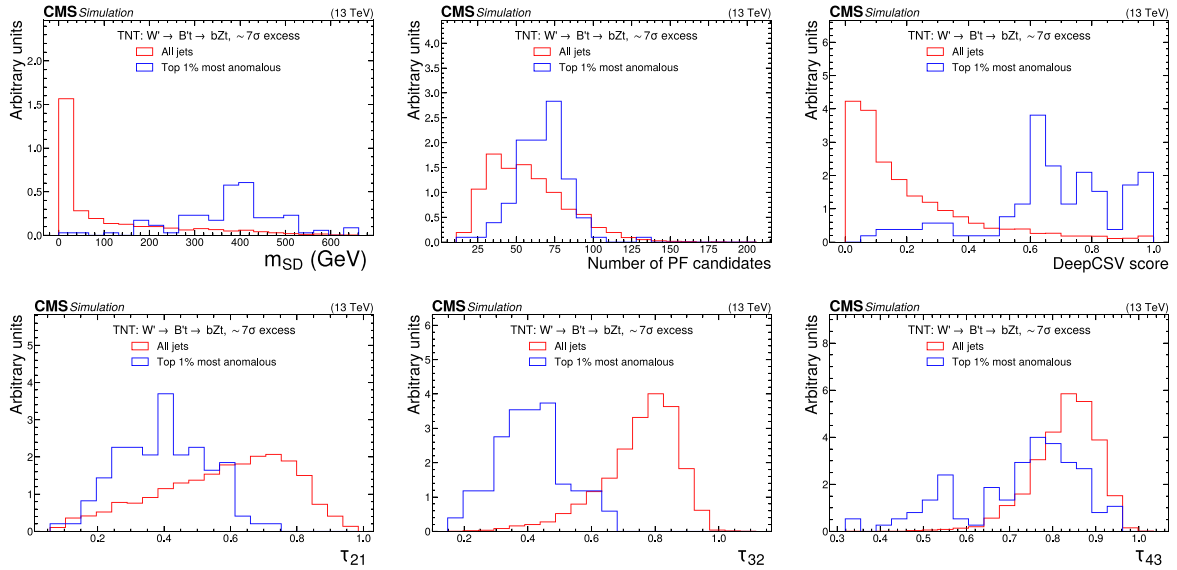 CMS Simulation (13 TeV)
TNT: W' → B't → bZt, ~7σ excess
All jets
Top 1% most anomalous
Arbitrary units
2.0
1.5
1.0
0.5
0.0
0 100 200 300 400 500 600
m_SD (GeV)
CMS Simulation (13 TeV)
TNT: W' → B't → bZt, ~7σ excess
All jets
Top 1% most anomalous
Arbitrary units
4.0
3.5
3.0
2.5
2.0
1.5
1.0
0.5
0.0
25 50 75 100 125 150 175 200
Number of PF candidates
CMS Simulation (13 TeV)
TNT: W' → B't → bZt, ~7σ excess
All jets
Top 1% most anomalous
Arbitrary units
6
4
2
0
0.0 0.2 0.4 0.6 0.8 1.0
DeepCSV score
CMS Simulation (13 TeV)
TNT: W' → B't → bZt, ~7σ excess
All jets
Top 1% most anomalous
Arbitrary units
5
4
3
2
1
0
0.2 0.4 0.6 0.8 1.0
τ21
CMS Simulation (13 TeV)
TNT: W' → B't → bZt, ~7σ excess
All jets
Top 1% most anomalous
Arbitrary units
6
5
4
3
2
1
0
0.2 0.4 0.6 0.8 1.0
τ32
CMS Simulation (13 TeV)
TNT: W' → B't → bZt, ~7σ excess
All jets
Top 1% most anomalous
Arbitrary units
8
6
4
2
0
0.3 0.4 0.5 0.6 0.7 0.8 0.9 1.0
τ43